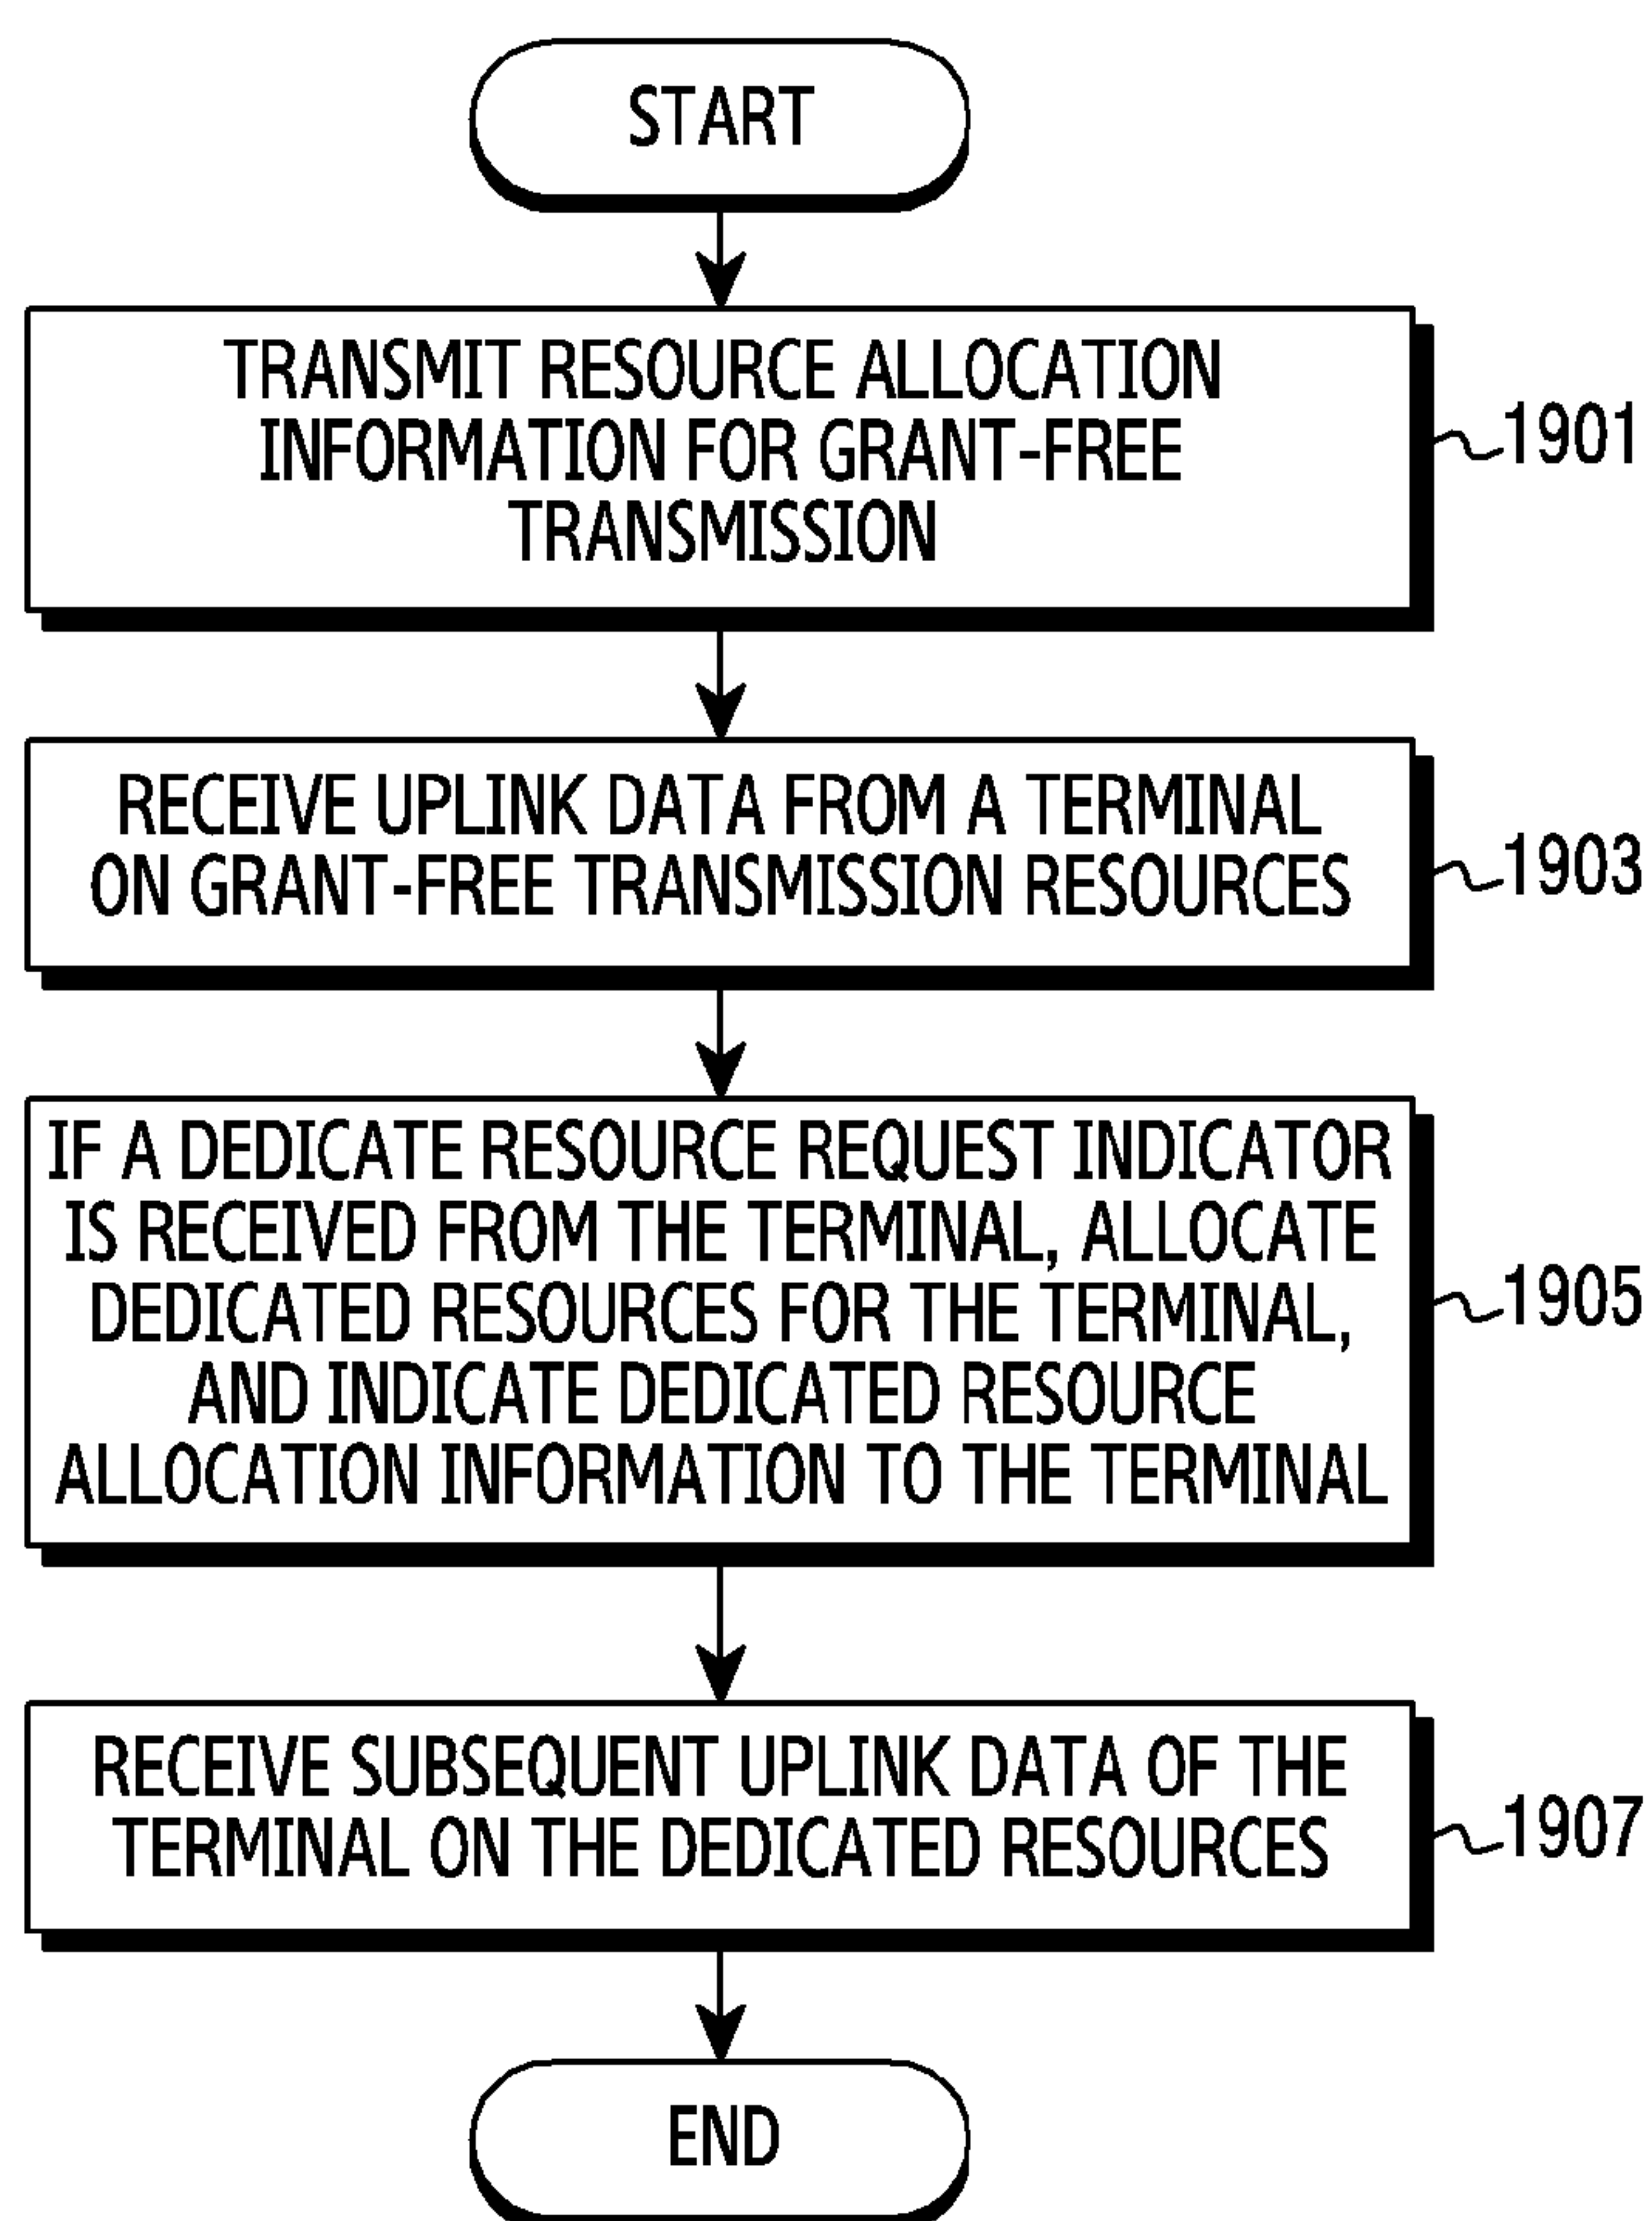 START
TRANSMIT RESOURCE ALLOCATION
INFORMATION FOR GRANT-FREE
TRANSMISSION
1901
RECEIVE UPLINK DATA FROM A TERMINAL
ON GRANT-FREE TRANSMISSION RESOURCES
1903
IF A DEDICATE RESOURCE REQUEST INDICATOR
IS RECEIVED FROM THE TERMINAL, ALLOCATE
DEDICATED RESOURCES FOR THE TERMINAL,
AND INDICATE DEDICATED RESOURCE
ALLOCATION INFORMATION TO THE TERMINAL
1905
RECEIVE SUBSEQUENT UPLINK DATA OF THE
TERMINAL ON THE DEDICATED RESOURCES
1907
END